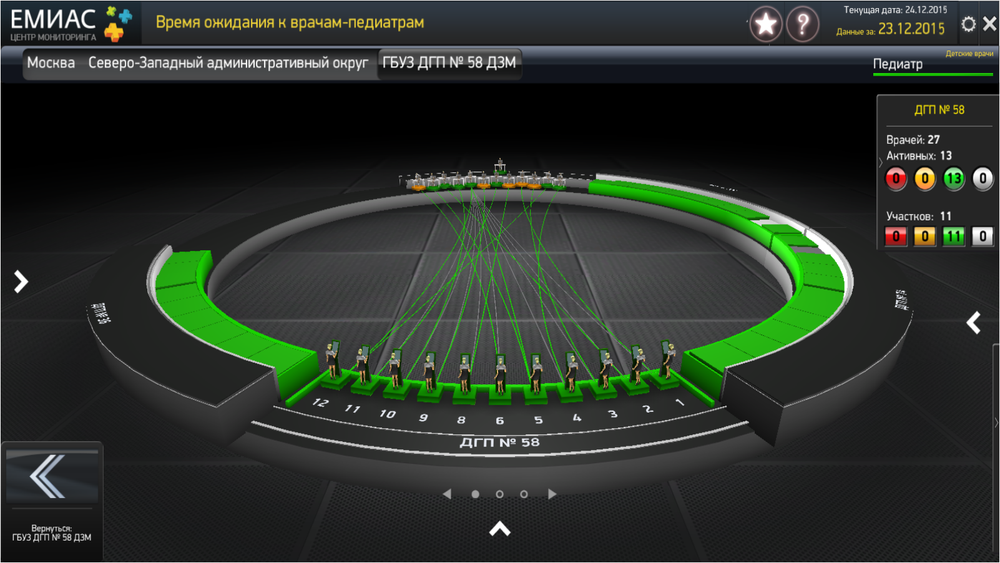 ЕМИАС
ЦЕНТР МОНИТОРИНГА
Время ожидания к врачам-педиатрам
?
Текущая дата: 24.12.2015
Данные за: 23.12.2015
Москва Северо-Западный административный округ ГБУЗ ДГП № 58 ДЗМ
Детские врачи
Педиатр
ДГП № 58
Врачей: 27
Активных: 13
0 0 13 0
Участков: 11
0 0 11 0
ДГП № 36
12 11 10 9 8 6 5 4 3 2 1
ДГП № 58
Вернуться:
ГБУЗ ДГП № 58 ДЗМ